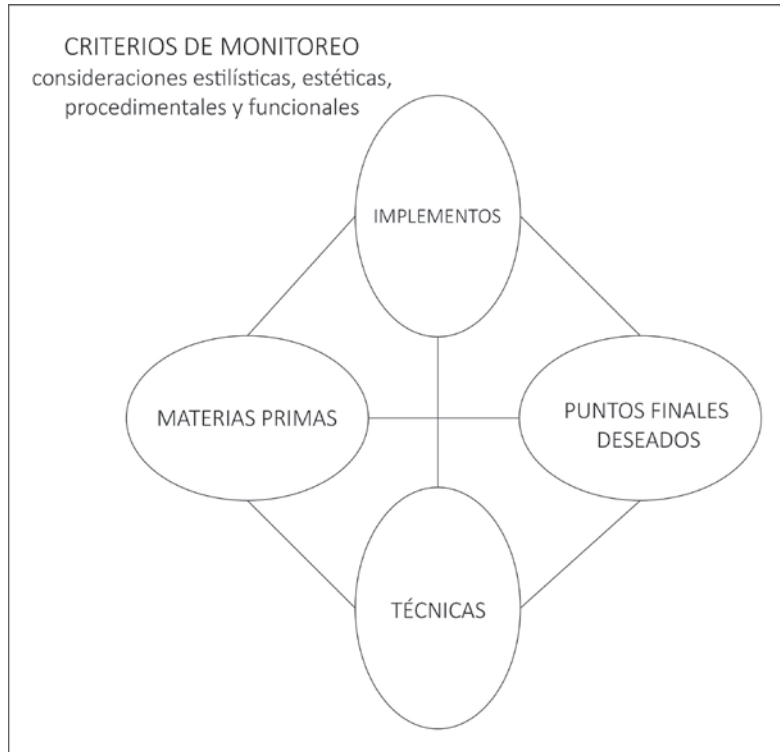 CRITERIOS DE MONITOREO
consideraciones estilísticas, estéticas,
procedimentales y funcionales
IMPLEMENTOS
MATERIAS PRIMAS
PUNTOS FINALES
DESEADOS
TÉCNICAS